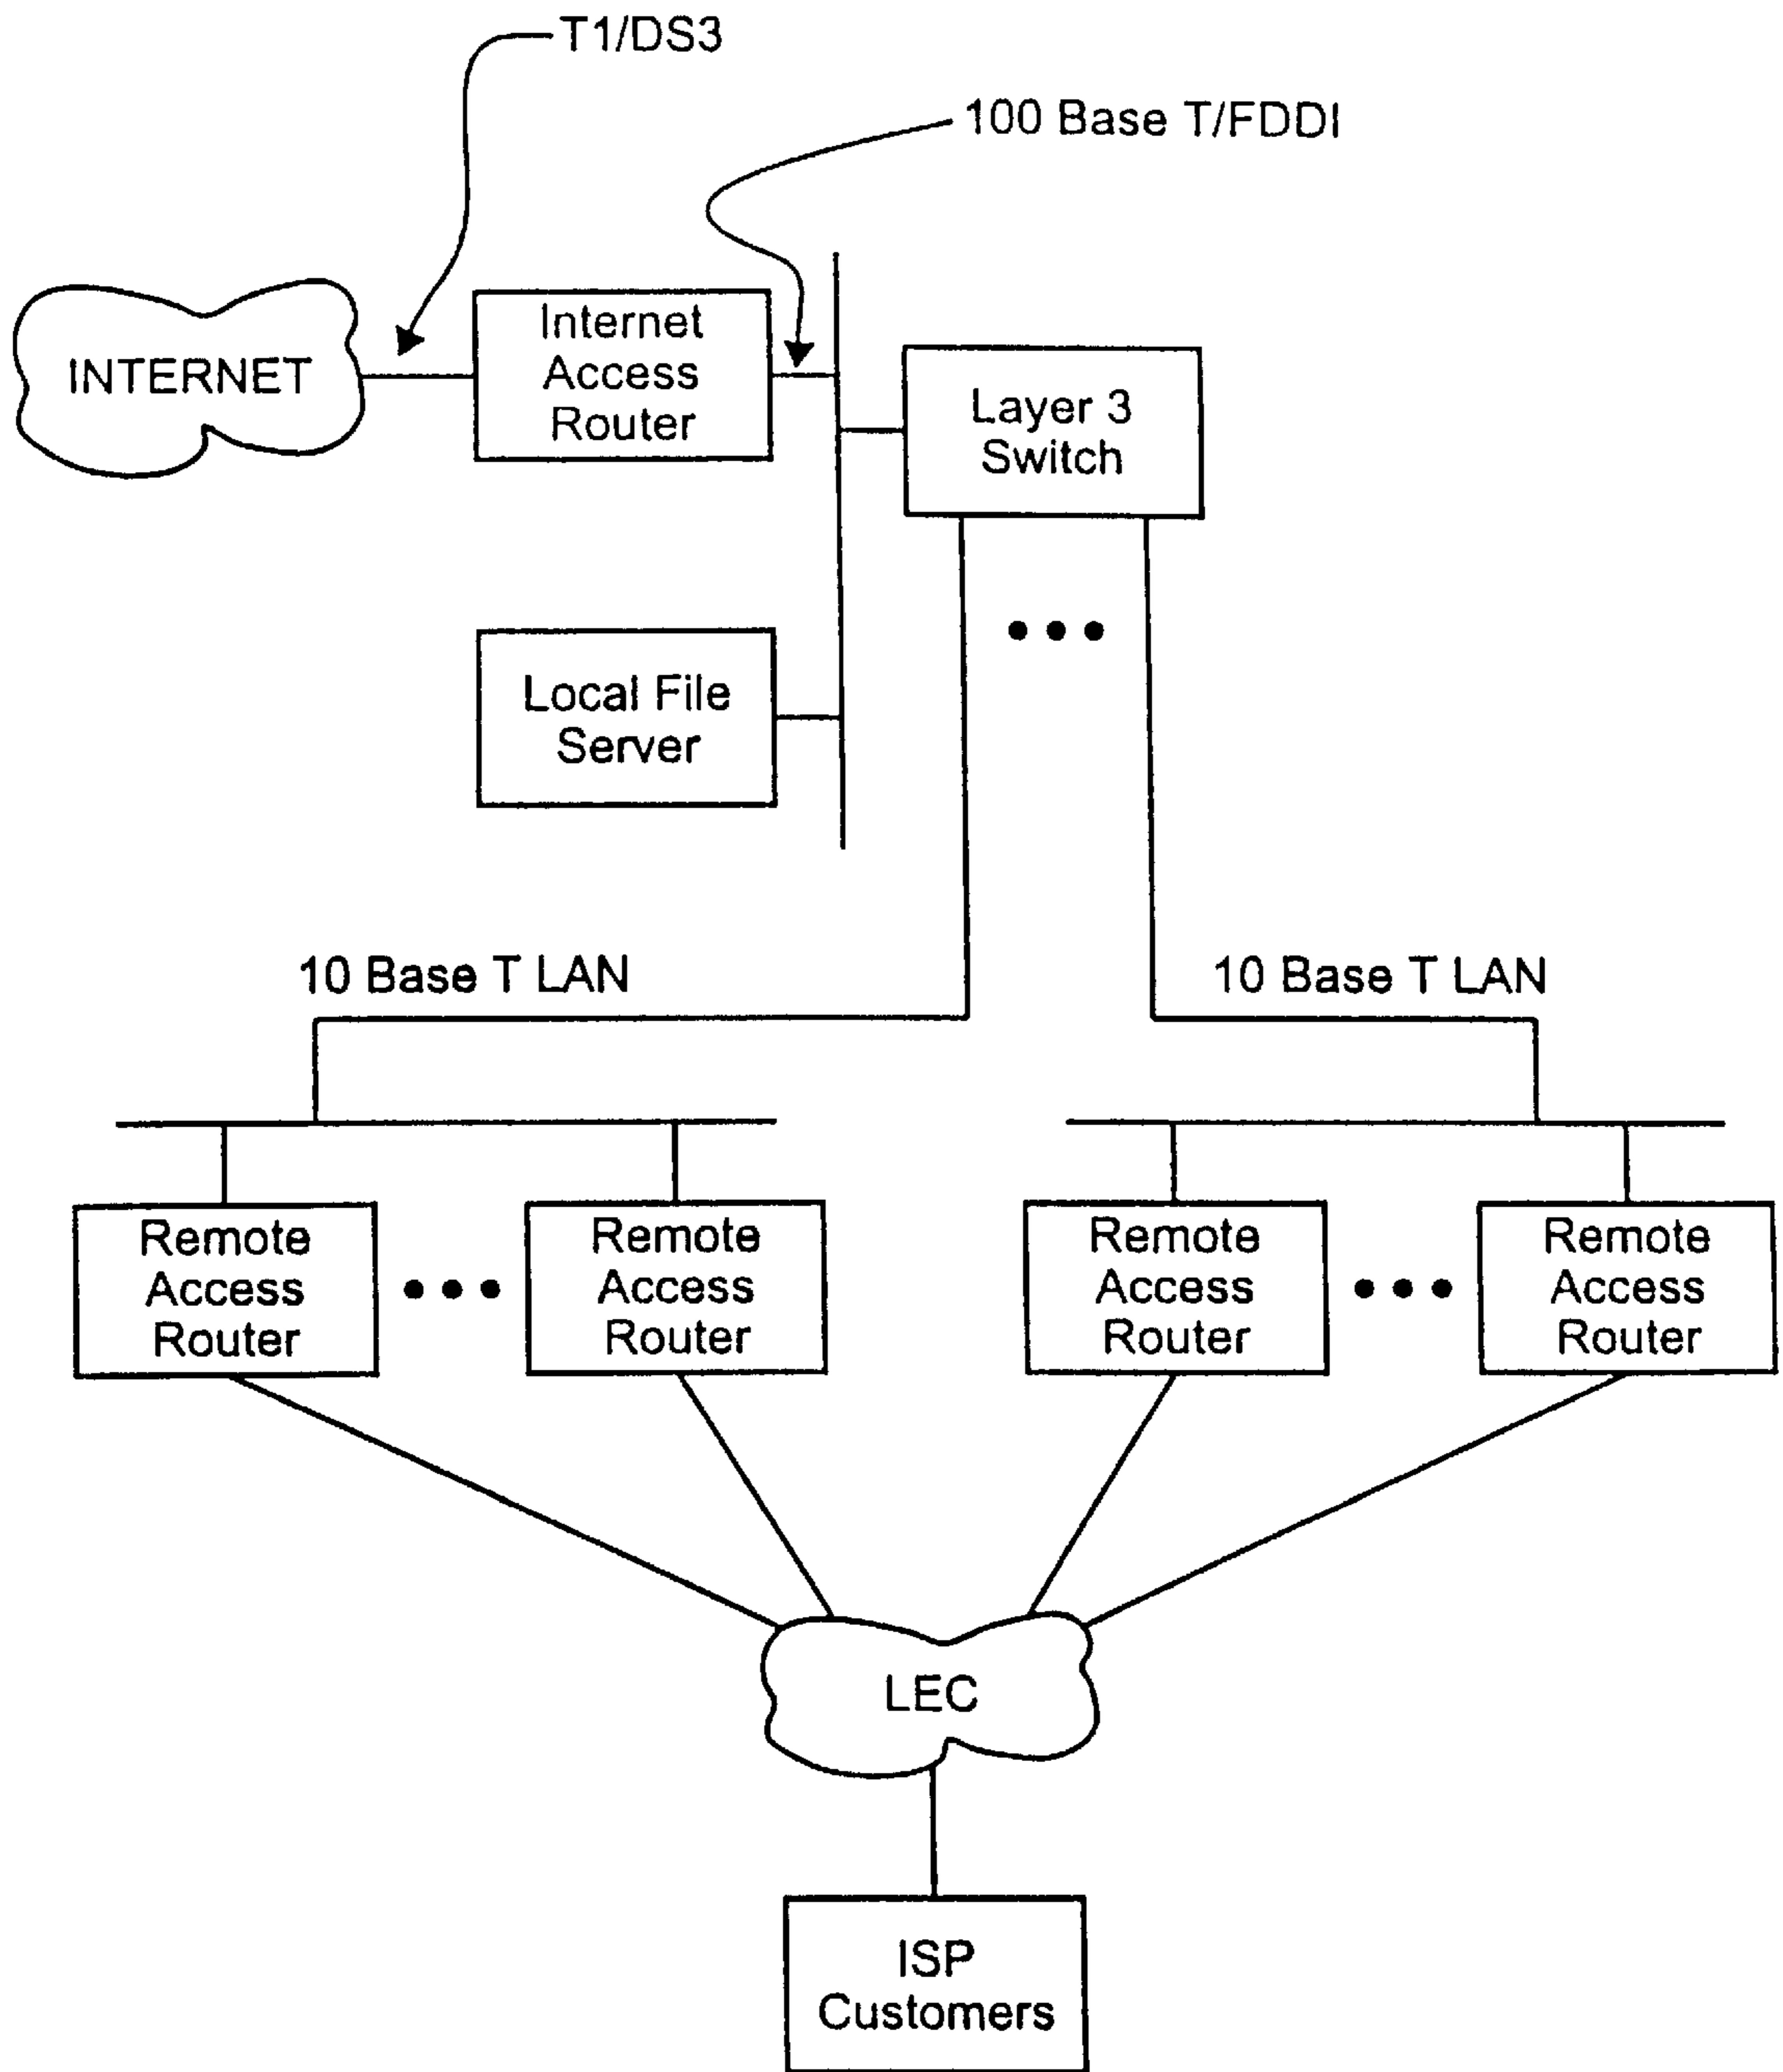 T1/DS3
100 Base T/FDDI
INTERNET
Internet
Access
Router
Layer 3
Switch
Local File
Server
10 Base T LAN
10 Base T LAN
Remote
Access
Router
Remote
Access
Router
Remote
Access
Router
Remote
Access
Router
LEC
ISP
Customers